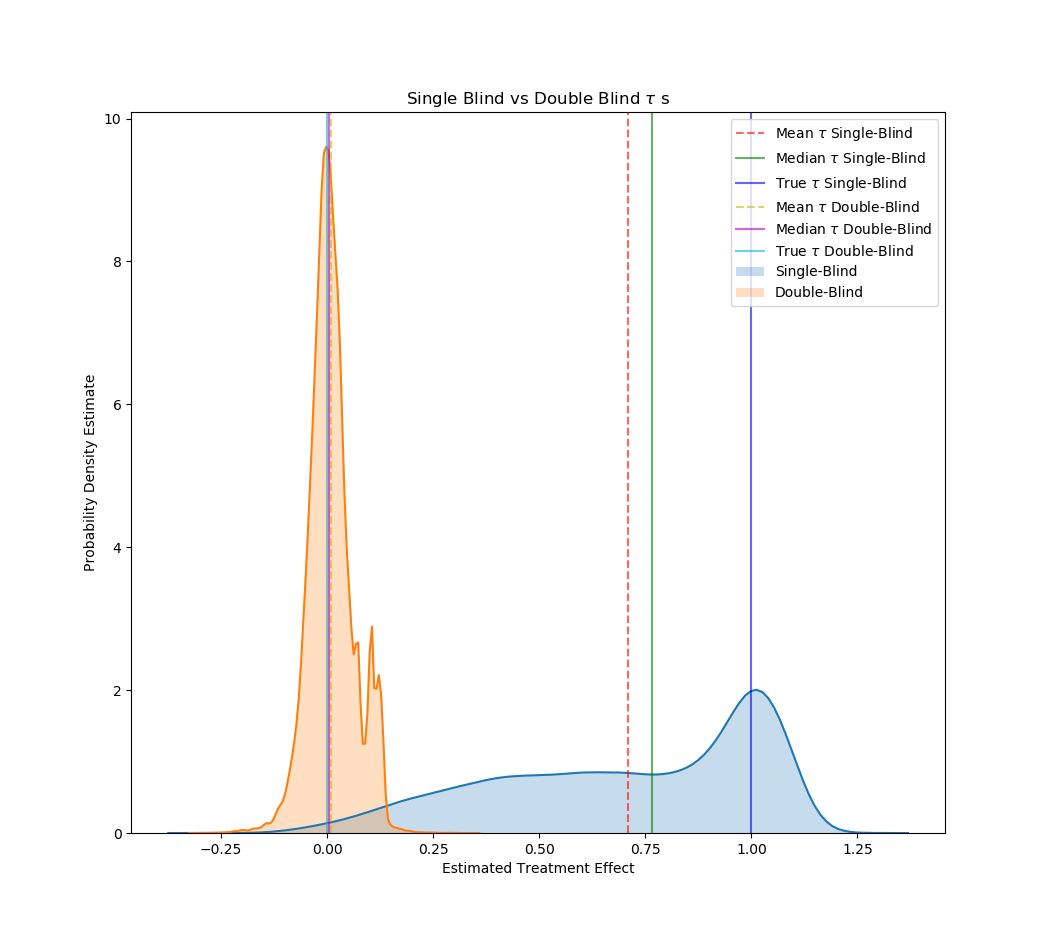 Single Blind vs Double Blind τ s
10
8
6
4
2
0
Probability Density Estimate
Mean τ Single-Blind
Median τ Single-Blind
True τ Single-Blind
Mean τ Double-Blind
Median τ Double-Blind
True τ Double-Blind
Single-Blind
Double-Blind
−0.25 0.00 0.25 0.50 0.75 1.00 1.25
Estimated Treatment Effect